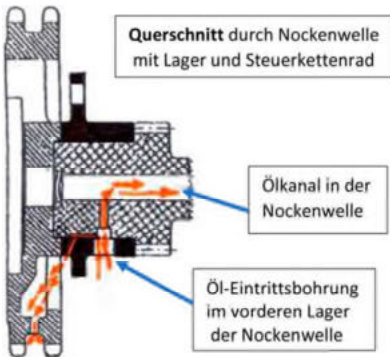 Querschnitt durch Nockenwelle
mit Lager und Steuerkettenrad
Ölkanal in der
Nockenwelle
Öl-Eintrittsbohrung
im vorderen Lager
der Nockenwelle